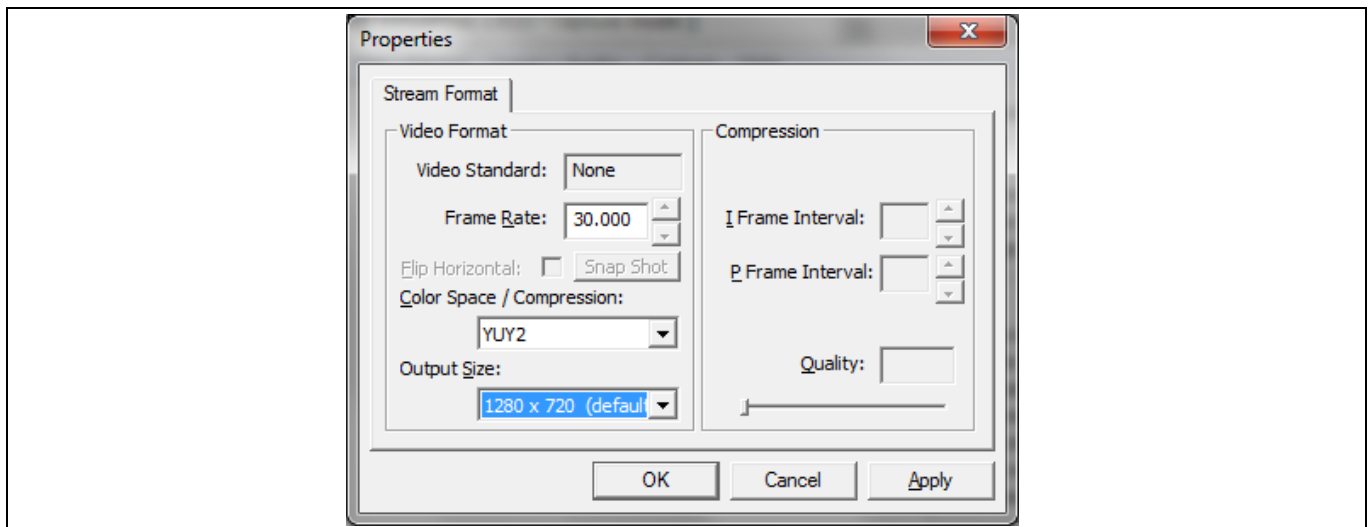 Properties
Stream Format
Video Format
Video Standard: None
Frame Rate: 30.000
Flip Horizontal: Snap Shot
Color Space / Compression:
YUY2
Output Size:
1280 x 720 (defaul
Compression
I Frame Interval:
P Frame Interval:
Quality:
OK Cancel Apply